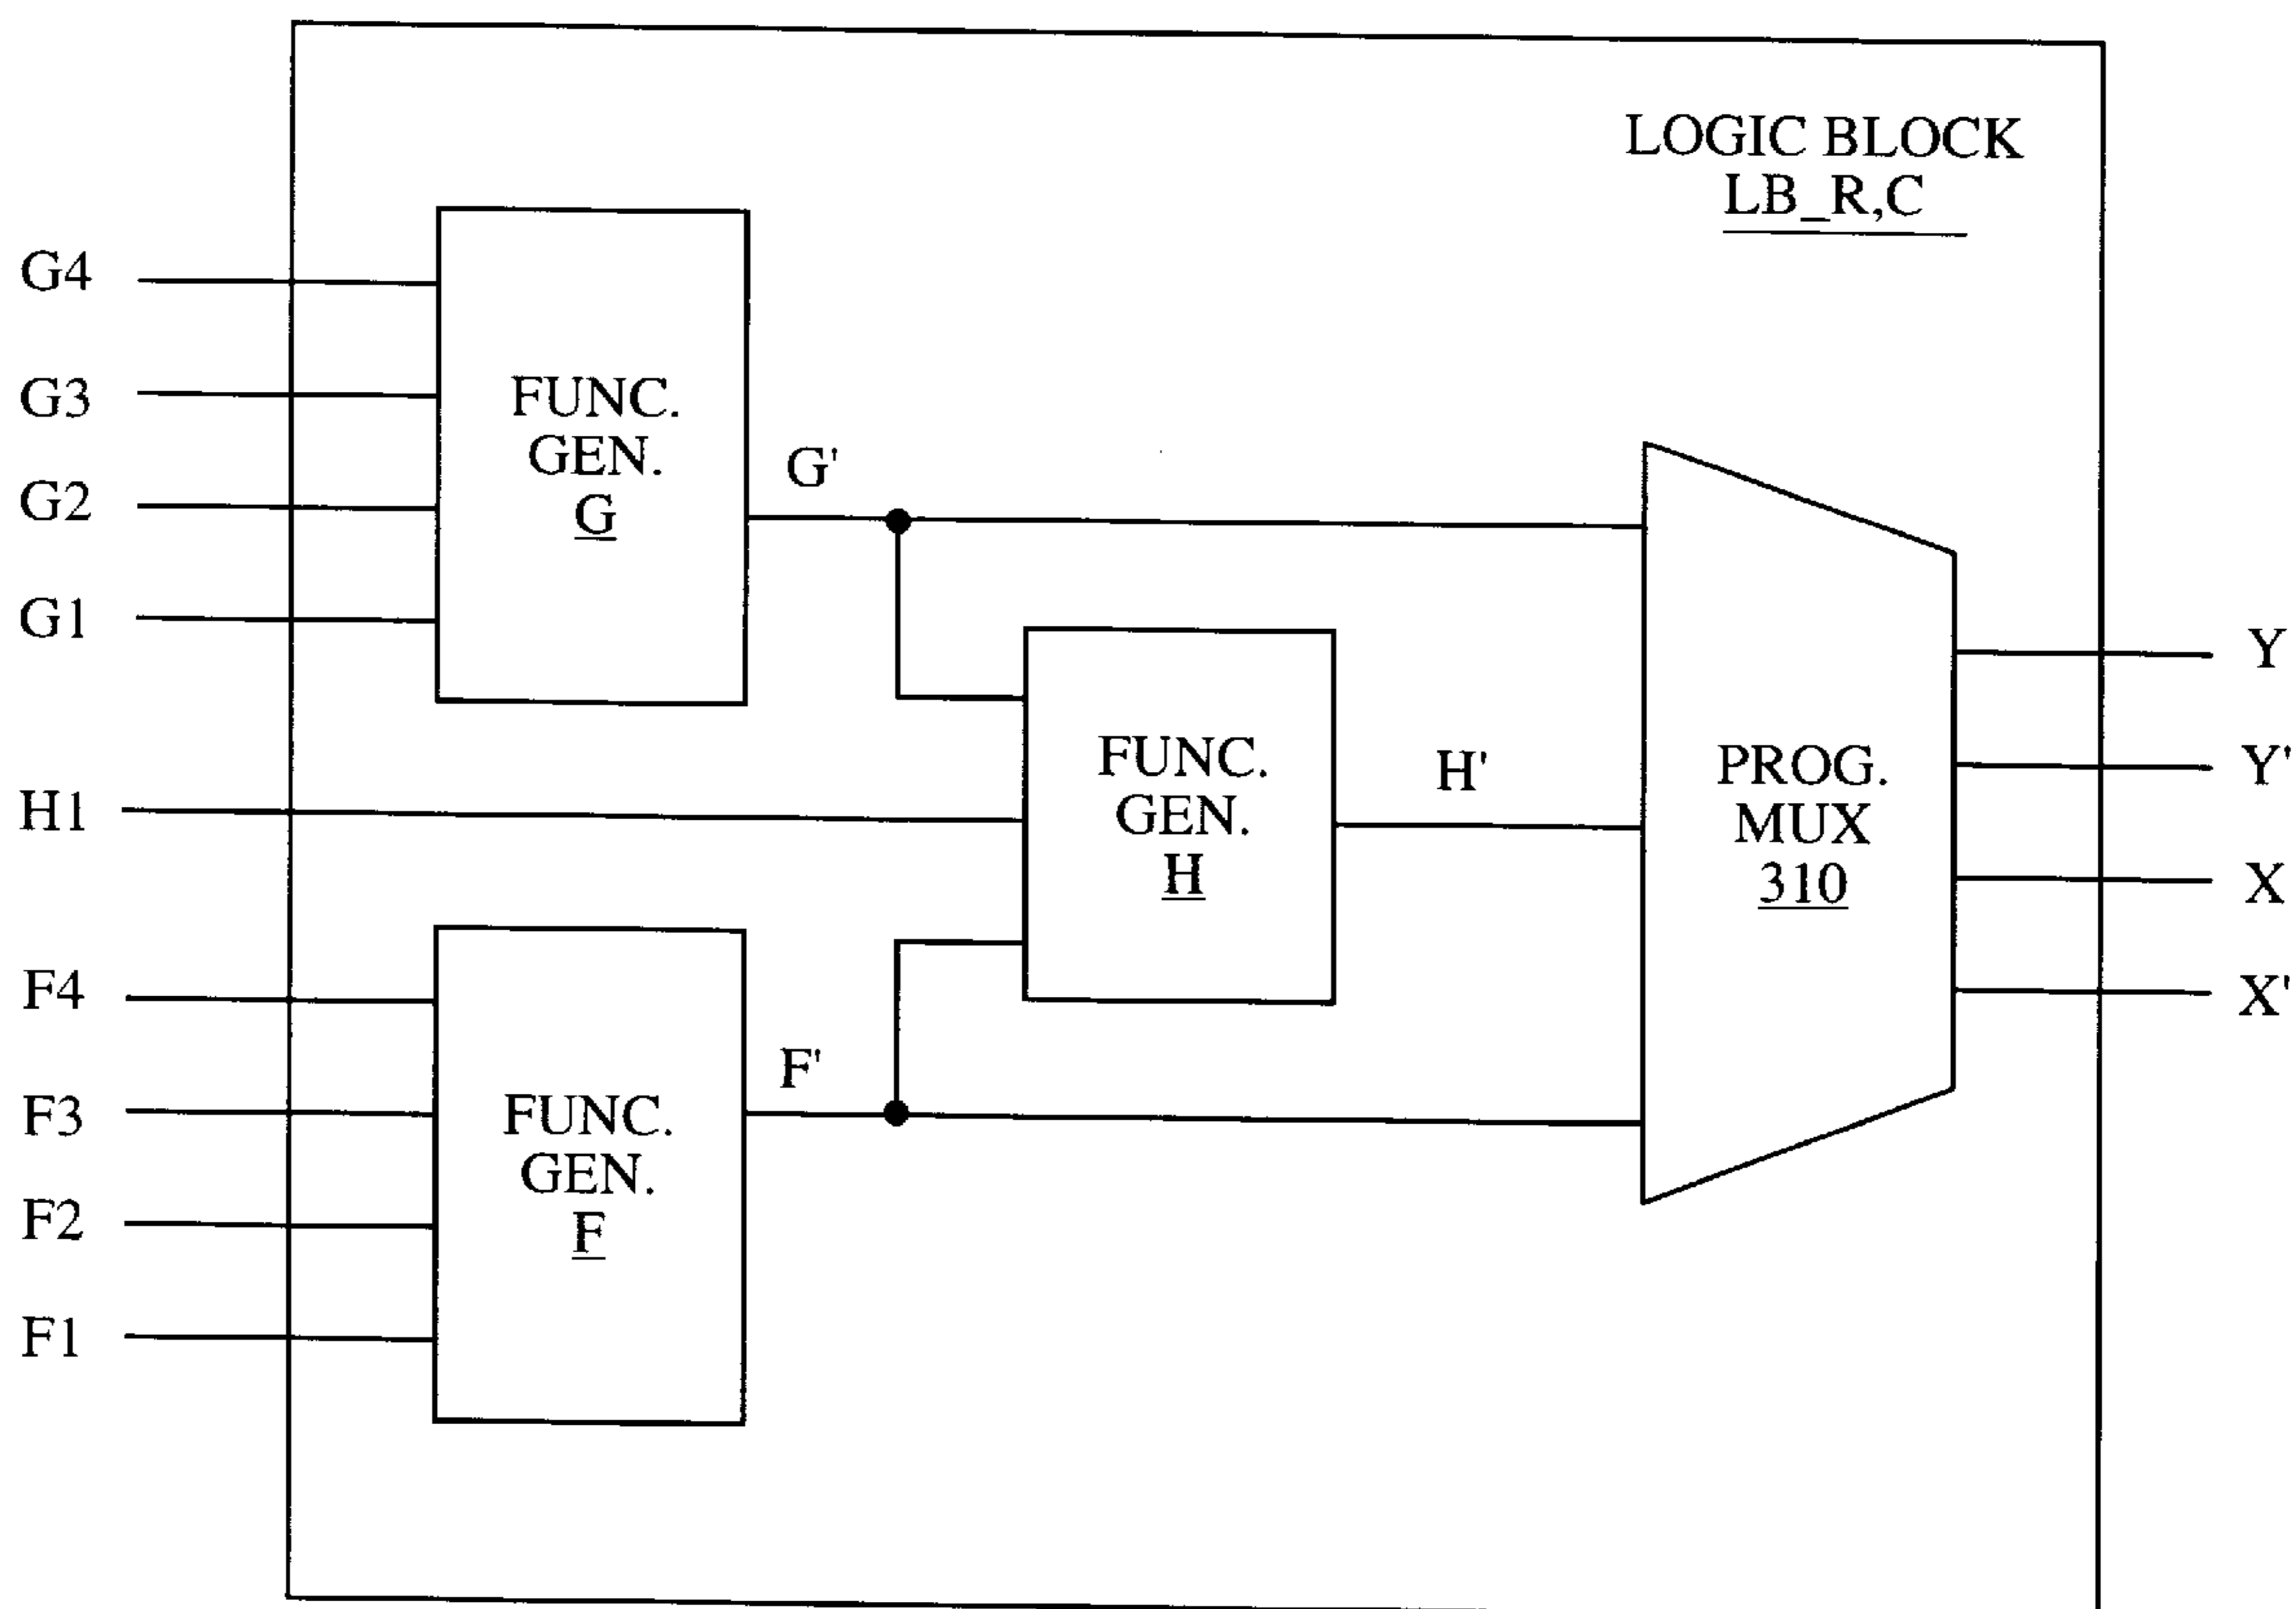 LOGIC BLOCK
LB_R,C
G4
G3
G2
G1
FUNC.
GEN.
G
G'
H1
FUNC.
GEN.
H
H'
F4
F3
F2
F1
FUNC.
GEN.
F
F'
PROG.
MUX
310
Y
Y'
X
X'